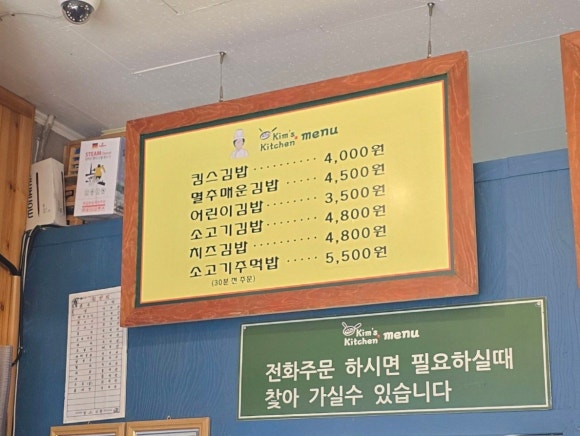 Kim's Kitchen menu
킴스김밥 ·········· 4,000원
멸추매운김밥 ····· 4,500원
어린이김밥 ········ 3,500원
소고기김밥 ········ 4,800원
치즈김밥 ·········· 4,800원
소고기주먹밥 ····· 5,500원
(30분 전 주문)
Kim's Kitchen menu
전화주문 하시면 필요하실때
찾아 가실수 있습니다
STEAM